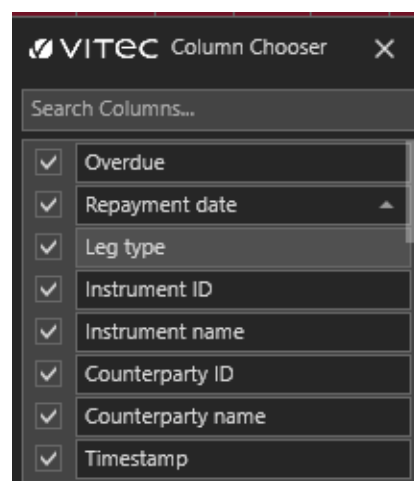 VITEC Column Chooser
Search Columns...
Overdue
Repayment date
Leg type
Instrument ID
Instrument name
Counterparty ID
Counterparty name
Timestamp